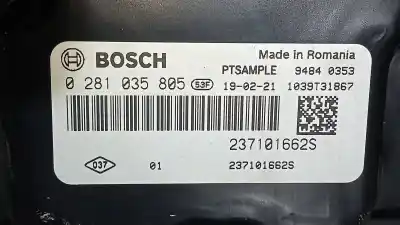 BOSCH
Made in Romania
PTSAMPLE 9484 0353
0 281 035 805 53F 19-02-21 1039T31867
237101662S
037 01 237101662S